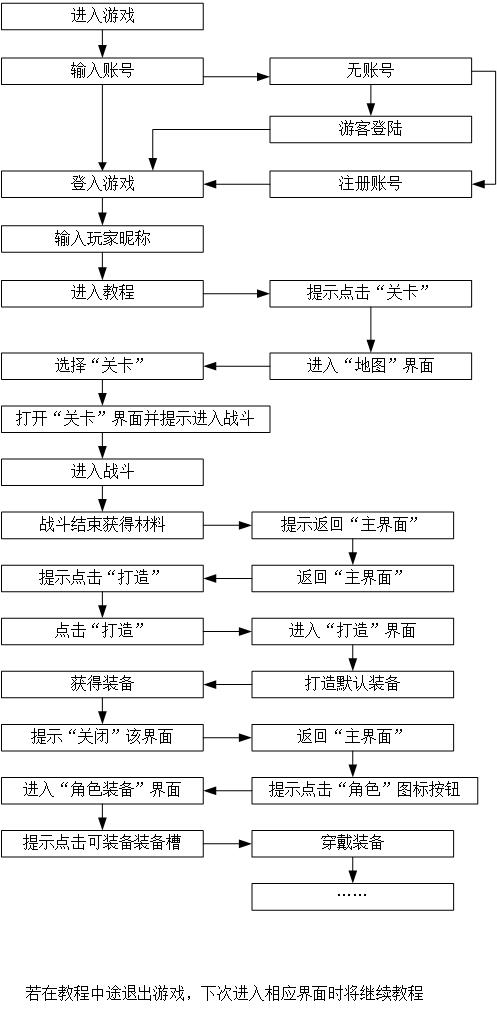 进入游戏
输入账号
无账号
游客登陆
登入游戏
注册账号
输入玩家昵称
进入教程
提示点击“关卡”
选择“关卡”
进入“地图”界面
打开“关卡”界面并提示进入战斗
进入战斗
战斗结束获得材料
提示返回“主界面”
提示点击“打造”
返回“主界面”
点击“打造”
进入“打造”界面
获得装备
打造默认装备
提示“关闭”该界面
返回“主界面”
进入“角色装备”界面
提示点击“角色”图标按钮
提示点击可装备装备槽
穿戴装备
……
若在教程中途退出游戏，下次进入相应界面时将继续教程